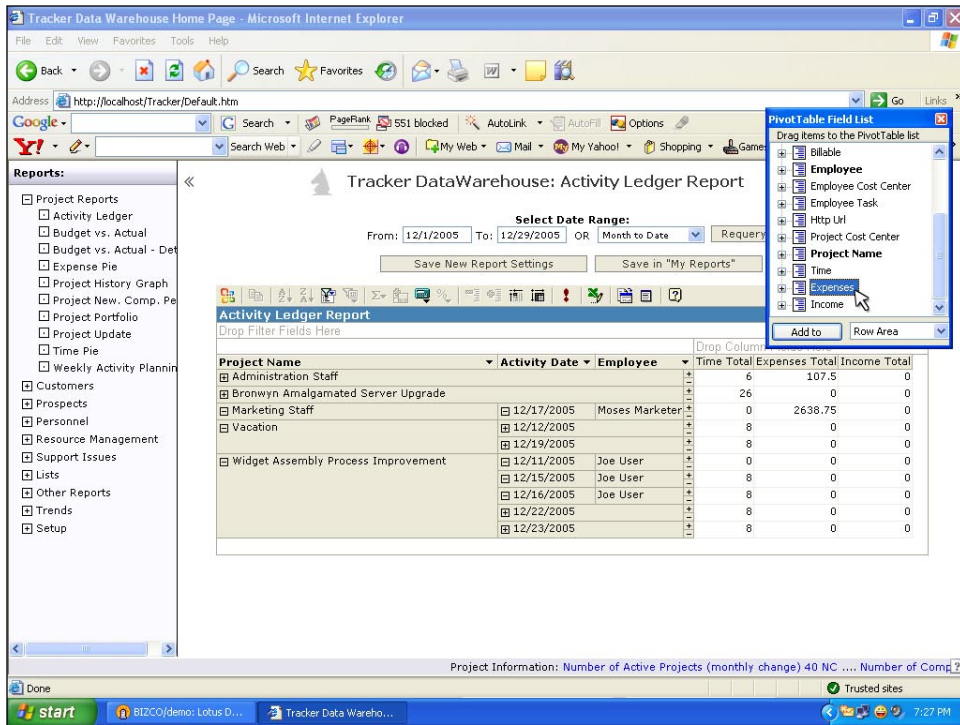 Tracker Data Warehouse Home Page - Microsoft Internet Explorer
File Edit View Favorites Tools Help
Back Search Favorites
Address http://localhost/Tracker/Default.htm Go Links
Google Search PageRank 551 blocked AutoLink AutoFill Options
Y! Search Web My Web Mail My Yahoo! Shopping Games
PivotTable Field List
Drag items to the PivotTable list
Billable
Employee
Employee Cost Center
Employee Task
Http Url
Project Cost Center
Project Name
Time
Expenses
Income
Add to Row Area
Reports:
Project Reports
Activity Ledger
Budget vs. Actual
Budget vs. Actual - Det
Expense Pie
Project History Graph
Project New. Comp. Pe
Project Portfolio
Project Update
Time Pie
Weekly Activity Plannin
Customers
Prospects
Personnel
Resource Management
Support Issues
Lists
Other Reports
Trends
Setup
Tracker DataWarehouse: Activity Ledger Report
Select Date Range:
From: 12/1/2005 To: 12/29/2005 OR Month to Date Requery
Save New Report Settings Save in "My Reports"
Activity Ledger Report
Drop Filter Fields Here
Drop Column Fields Here
Project Name Activity Date Employee Time Total Expenses Total Income Total
Administration Staff 6 107.5 0
Bronwyn Amalgamated Server Upgrade 26 0 0
Marketing Staff 12/17/2005 Moses Marketer 0 2638.75 0
Vacation 12/12/2005 8 0 0
12/19/2005 8 0 0
Widget Assembly Process Improvement 12/11/2005 Joe User 0 0 0
12/15/2005 Joe User 8 0 0
12/16/2005 Joe User 8 0 0
12/22/2005 8 0 0
12/23/2005 8 0 0
Project Information: Number of Active Projects (monthly change) 40 NC .... Number of Comp
Done Trusted sites
start BIZCO/demo: Lotus D... Tracker Data Wareho... 7:27 PM